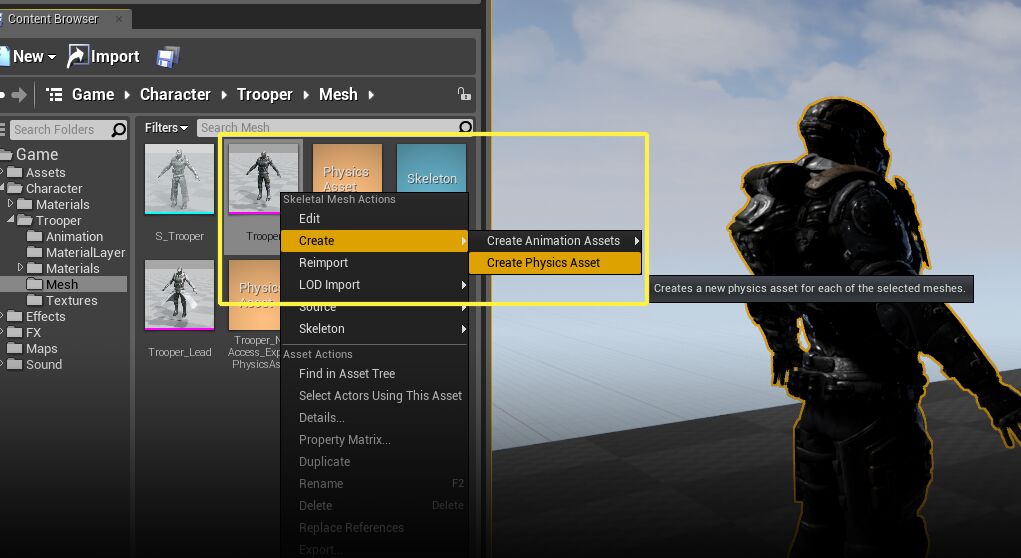 Content Browser
New
Import
Game
Character
Trooper
Mesh
Search Folders
Filters
Search Mesh
Game
Assets
Character
Materials
Trooper
Animation
MaterialLayer
Materials
Mesh
Textures
Effects
FX
Maps
Sound
S_Trooper
Trooper
Physics
Asset
Skeleton
Trooper_Lead
Physics
Asset
Trooper_N
Access_Exp
PhysicsAs
Skeletal Mesh Actions
Edit
Create
Reimport
LOD Import
Source
Skeleton
Asset Actions
Find in Asset Tree
Select Actors Using This Asset
Details...
Property Matrix...
Duplicate
Rename F2
Delete Delete
Replace References
Export...
Create Animation Assets
Create Physics Asset
Creates a new physics asset for each of the selected meshes.